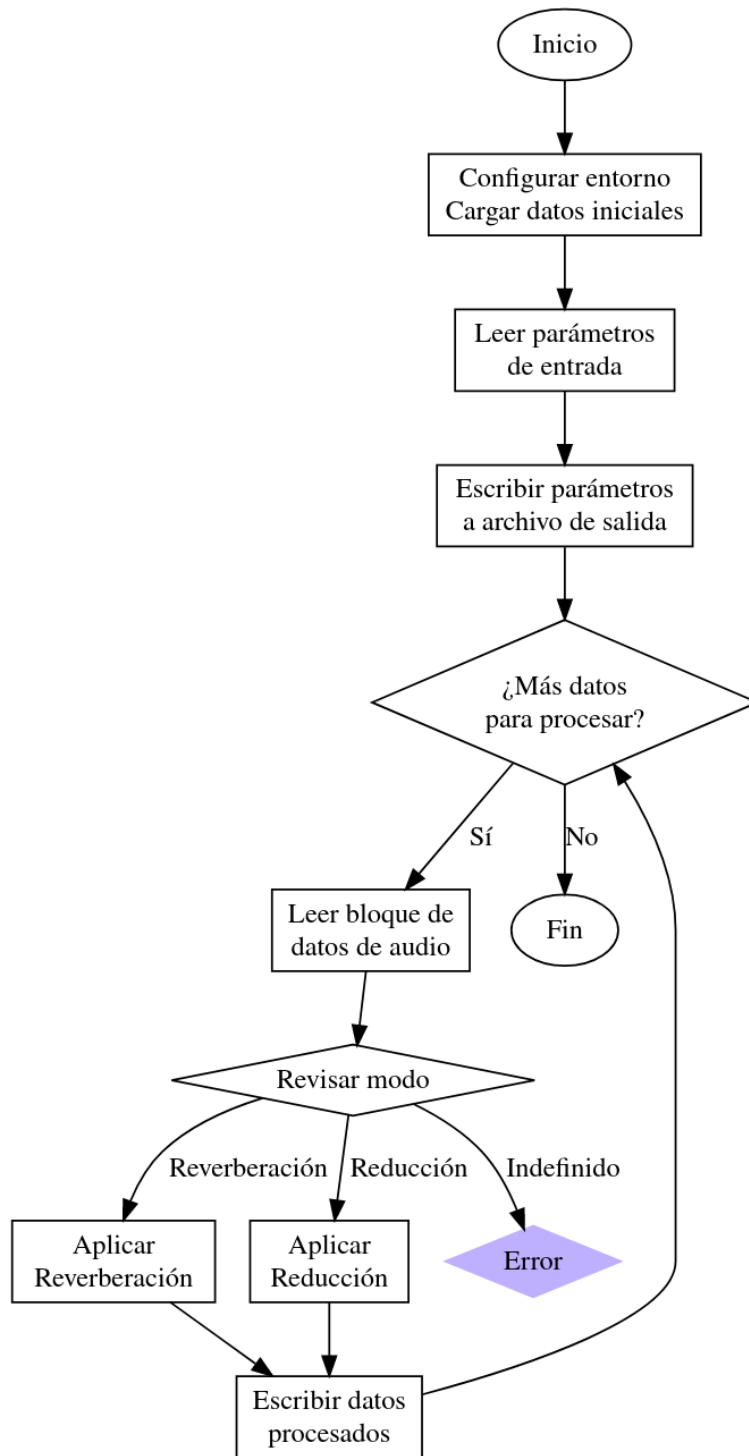 Inicio
Configurar entorno
Cargar datos iniciales
Leer parámetros
de entrada
Escribir parámetros
a archivo de salida
¿Más datos
para procesar?
Sí
No
Leer bloque de
datos de audio
Fin
Revisar modo
Reverberación
Reducción
Indefinido
Aplicar
Reverberación
Aplicar
Reducción
Error
Escribir datos
procesados